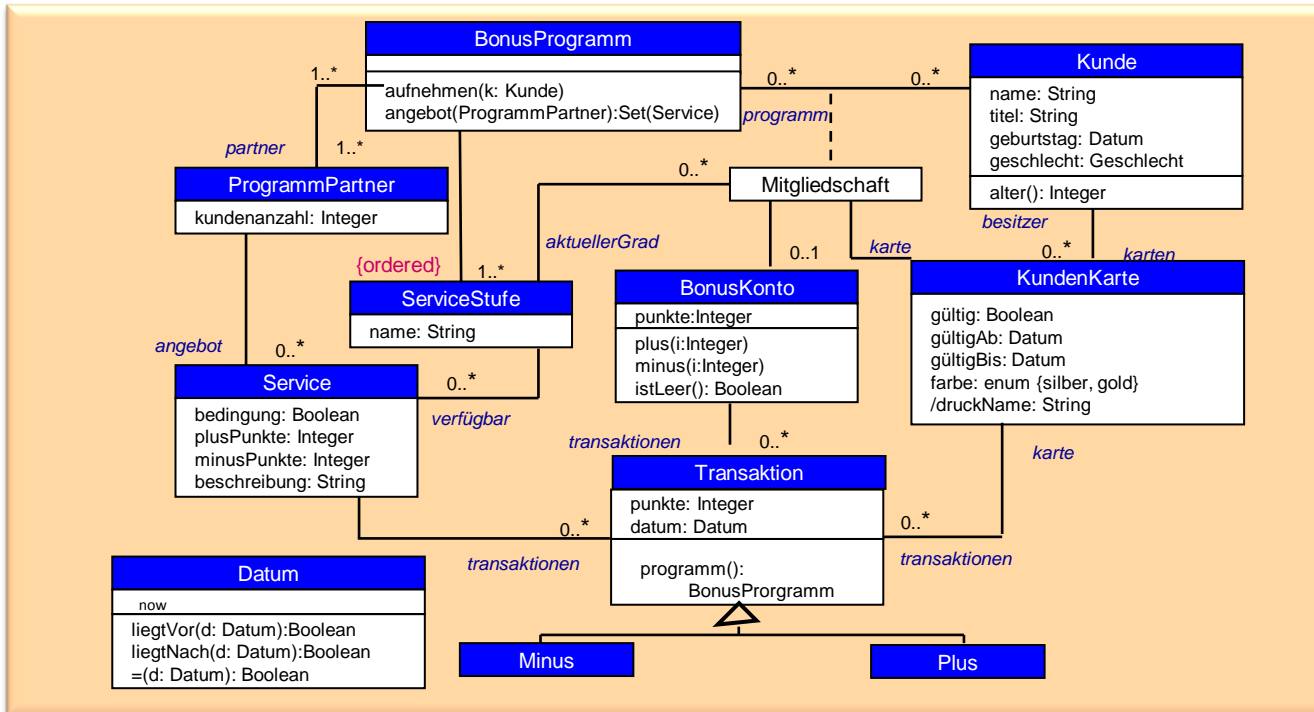 BonusProgramm
aufnehmen(k: Kunde)
angebot(ProgrammPartner):Set(Service)
1..*
0..*
0..*
programm
Kunde
name: String
titel: String
geburtstag: Datum
geschlecht: Geschlecht
alter(): Integer
partner
1..*
ProgrammPartner
kundenanzahl: Integer
0..*
Mitgliedschaft
besitzer
aktuellerGrad
0..1
karte
0..*
karten
{ordered}
1..*
ServiceStufe
name: String
BonusKonto
punkte:Integer
plus(i:Integer)
minus(i:Integer)
istLeer(): Boolean
KundenKarte
gültig: Boolean
gültigAb: Datum
gültigBis: Datum
farbe: enum {silber, gold}
/druckName: String
angebot
0..*
Service
bedingung: Boolean
plusPunkte: Integer
minusPunkte: Integer
beschreibung: String
0..*
verfügbar
transaktionen
0..*
karte
Transaktion
punkte: Integer
datum: Datum
programm():
BonusProrgramm
0..*
transaktionen
0..*
transaktionen
Datum
now
liegtVor(d: Datum):Boolean
liegtNach(d: Datum):Boolean
=(d: Datum): Boolean
Minus
Plus